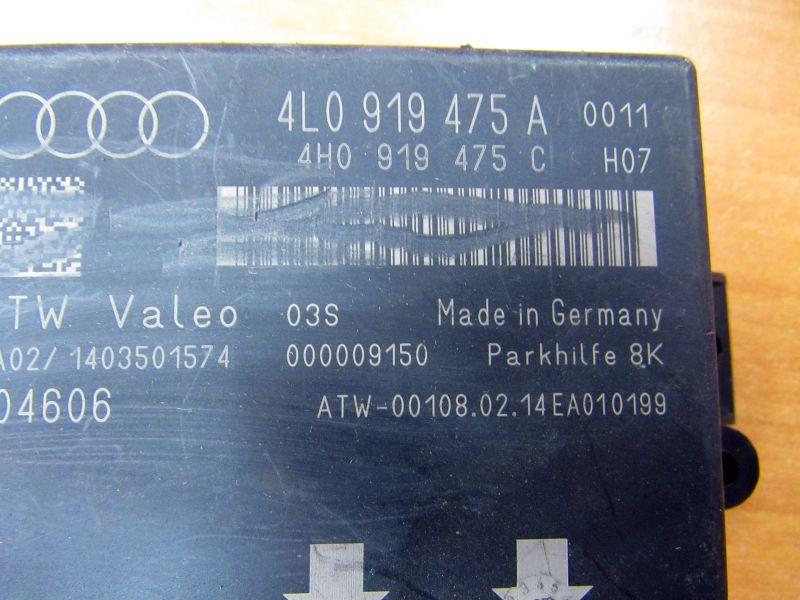 4L0 919 475 A 0011
4H0 919 475 C H07
TW Valeo 03S Made in Germany
A02/1403501574 000009150 Parkhilfe 8K
04606 ATW-00108.02.14EA010199